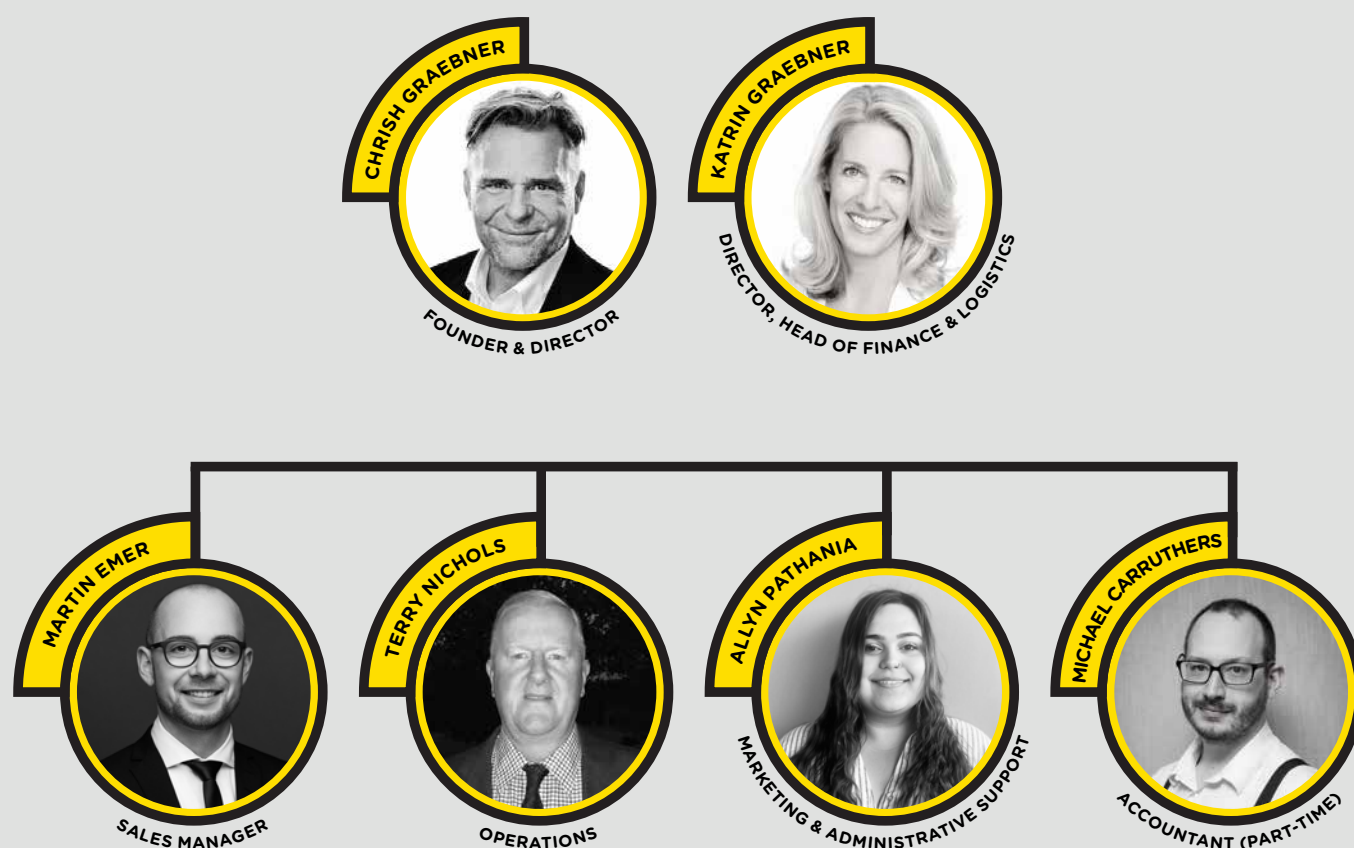 CHRISH GRAEBNER
FOUNDER & DIRECTOR
KATRIN GRAEBNER
DIRECTOR, HEAD OF FINANCE & LOGISTICS
MARTIN EMER
SALES MANAGER
TERRY NICHOLS
OPERATIONS
ALLYN PATHANIA
MARKETING & ADMINISTRATIVE SUPPORT
MICHAEL CARRUTHERS
ACCOUNTANT (PART-TIME)